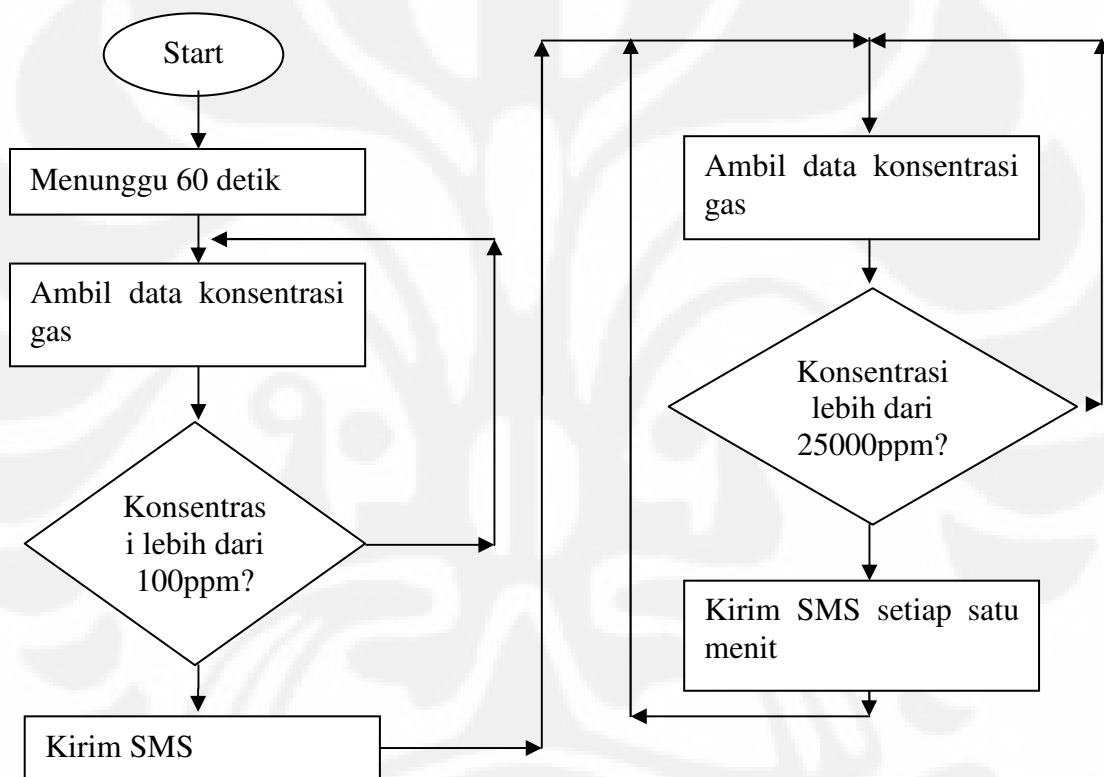 Start
Menunggu 60 detik
Ambil data konsentrasi
gas
Konsentras
i lebih dari
100ppm?
Kirim SMS
Ambil data konsentrasi
gas
Konsentrasi
lebih dari
25000ppm?
Kirim SMS setiap satu
menit